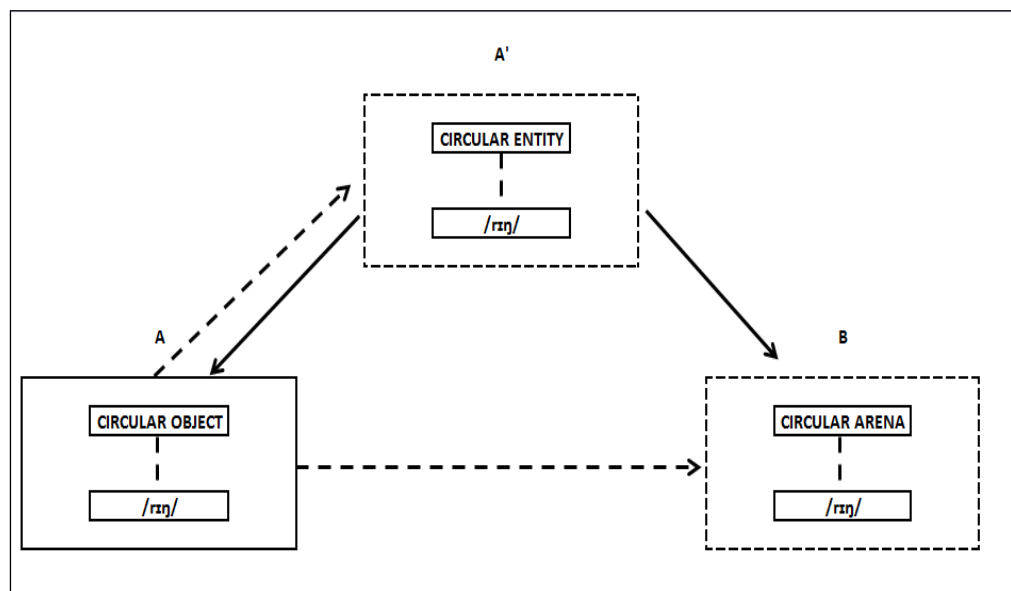 A'
CIRCULAR ENTITY
/rɪŋ/
A
CIRCULAR OBJECT
/rɪŋ/
B
CIRCULAR ARENA
/rɪŋ/